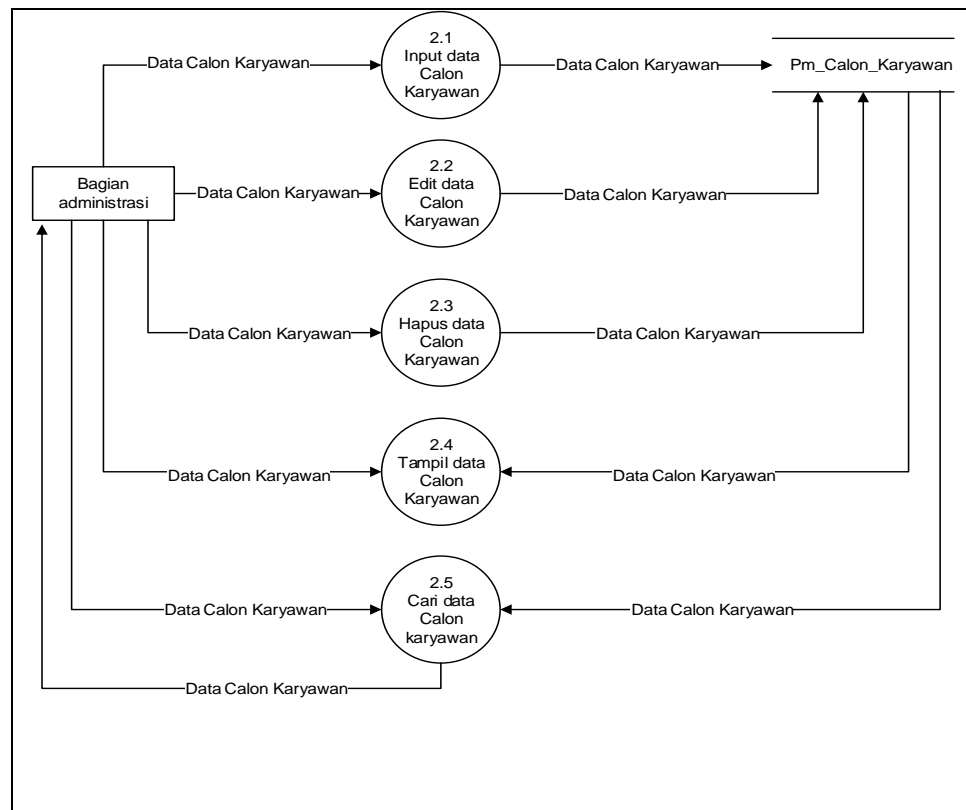 2.1
Input data
Calon
Karyawan
Data Calon Karyawan
Data Calon Karyawan
Pm_Calon_Karyawan
Bagian
administrasi
2.2
Edit data
Calon
Karyawan
Data Calon Karyawan
Data Calon Karyawan
2.3
Hapus data
Calon
Karyawan
Data Calon Karyawan
Data Calon Karyawan
2.4
Tampil data
Calon
Karyawan
Data Calon Karyawan
Data Calon Karyawan
2.5
Cari data
Calon
karyawan
Data Calon Karyawan
Data Calon Karyawan
Data Calon Karyawan